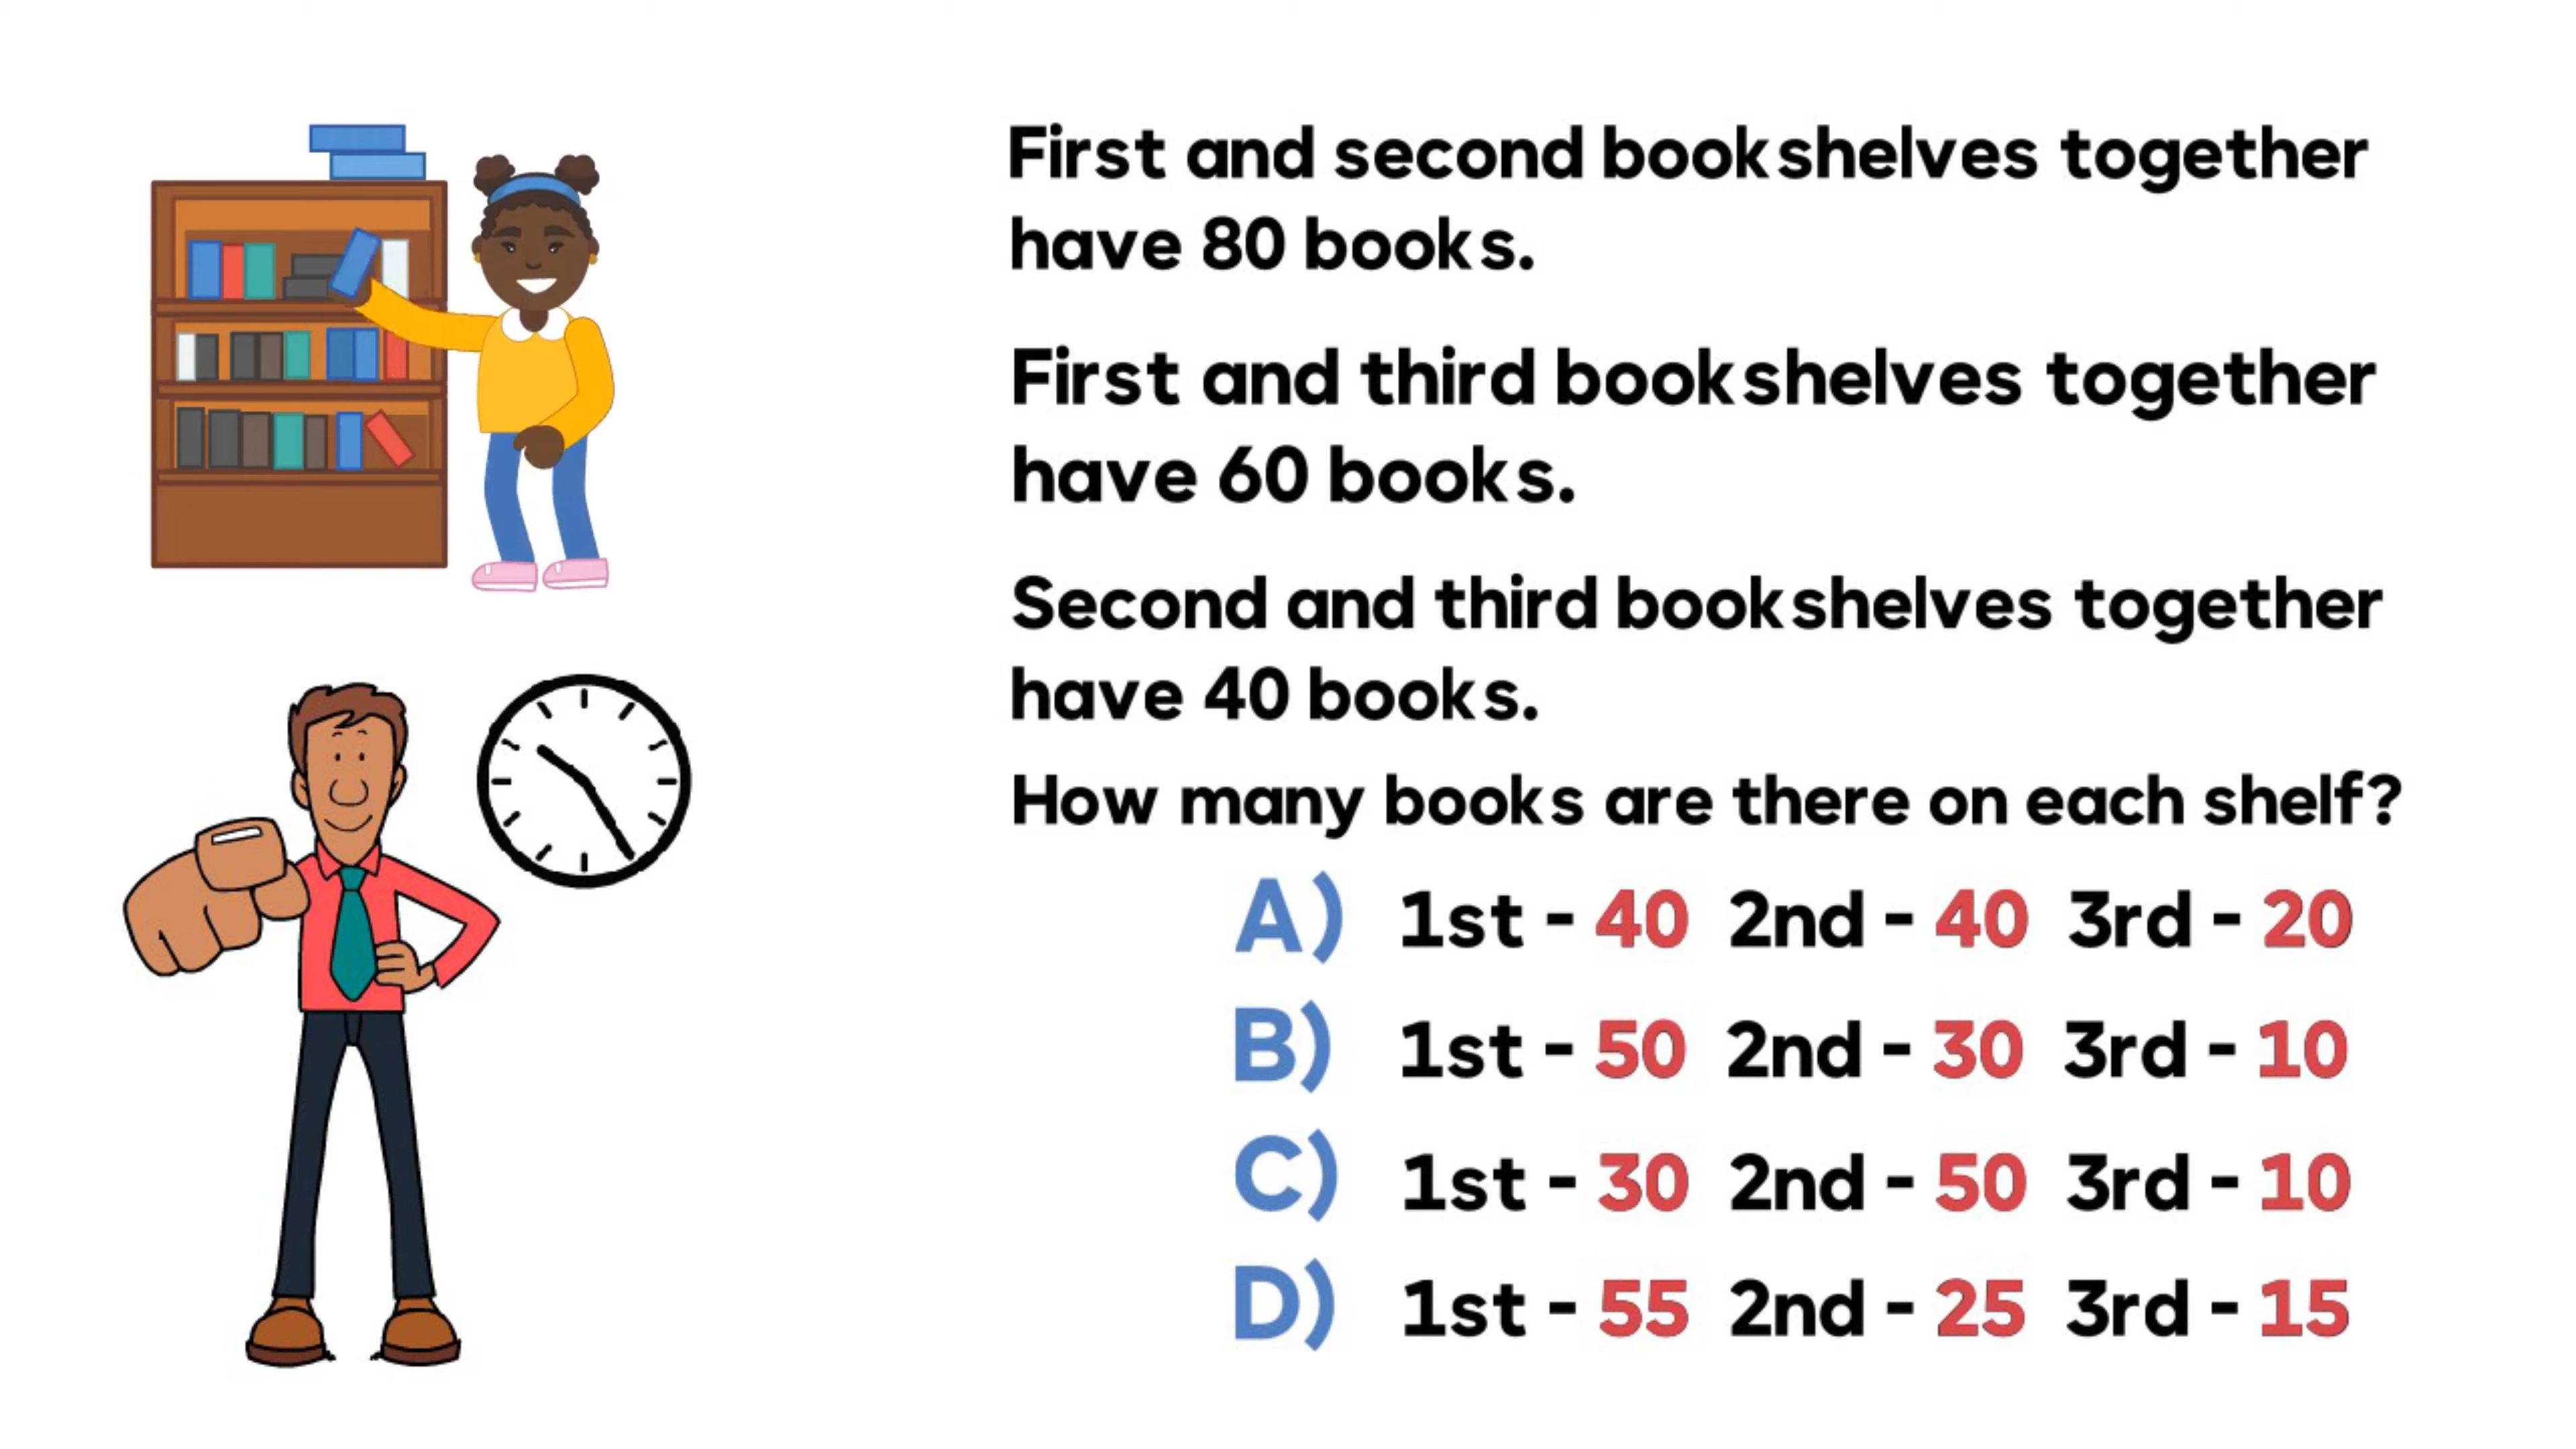 First and second bookshelves together
have 80 books.
First and third bookshelves together
have 60 books.
Second and third bookshelves together
have 40 books.
How many books are there on each shelf?
A) 1st - 40 2nd - 40 3rd - 20
B) 1st - 50 2nd - 30 3rd - 10
C) 1st - 30 2nd - 50 3rd - 10
D) 1st - 55 2nd - 25 3rd - 15